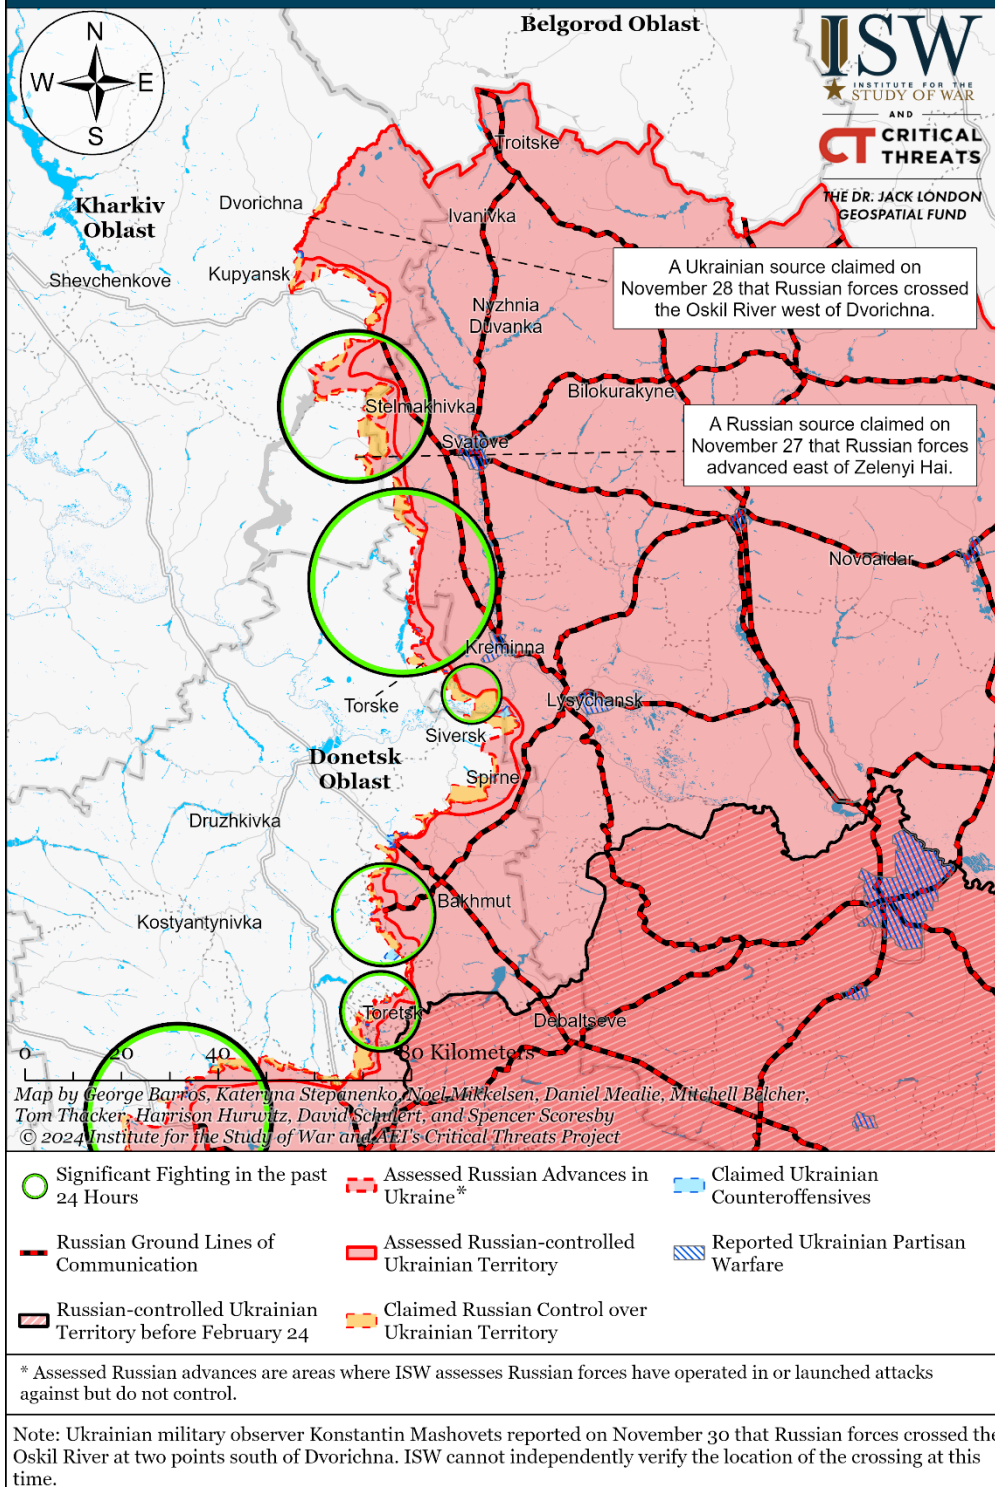 Belgorod Oblast
N
W
E
S
ISW
INSTITUTE FOR THE
STUDY OF WAR
AND
CT CRITICAL
THREATS
THE DR. JACK LONDON
GEOSPATIAL FUND
Troitske
Dvorichna
Kharkiv
Oblast
Ivanivka
Shevchenkove
Kupyansk
A Ukrainian source claimed on
November 28 that Russian forces crossed
the Oskil River west of Dvorichna.
Nyzhnia
Duvanka
Bilokurakyne
Stelmakhivka
Svatove
A Russian source claimed on
November 27 that Russian forces
advanced east of Zelenyi Hai.
Novoaidar
Kreminna
Torske
Lysychansk
Siversk
Donetsk
Oblast
Spirne
Druzhkivka
Bakhmut
Kostyantynivka
Toretsk
Debaltseve
0 20 40 80 Kilometers
Map by George Barros, Kateryna Stepanenko, Noel Mikkelsen, Daniel Mealie, Mitchell Belcher,
Tom Thacker, Harrison Hurwitz, David Schulert, and Spencer Scoresby
© 2024 Institute for the Study of War and AEI's Critical Threats Project
Significant Fighting in the past
24 Hours
Assessed Russian Advances in
Ukraine*
Claimed Ukrainian
Counteroffensives
Russian Ground Lines of
Communication
Assessed Russian-controlled
Ukrainian Territory
Reported Ukrainian Partisan
Warfare
Russian-controlled Ukrainian
Territory before February 24
Claimed Russian Control over
Ukrainian Territory
* Assessed Russian advances are areas where ISW assesses Russian forces have operated in or launched attacks
against but do not control.
Note: Ukrainian military observer Konstantin Mashovets reported on November 30 that Russian forces crossed the
Oskil River at two points south of Dvorichna. ISW cannot independently verify the location of the crossing at this
time.